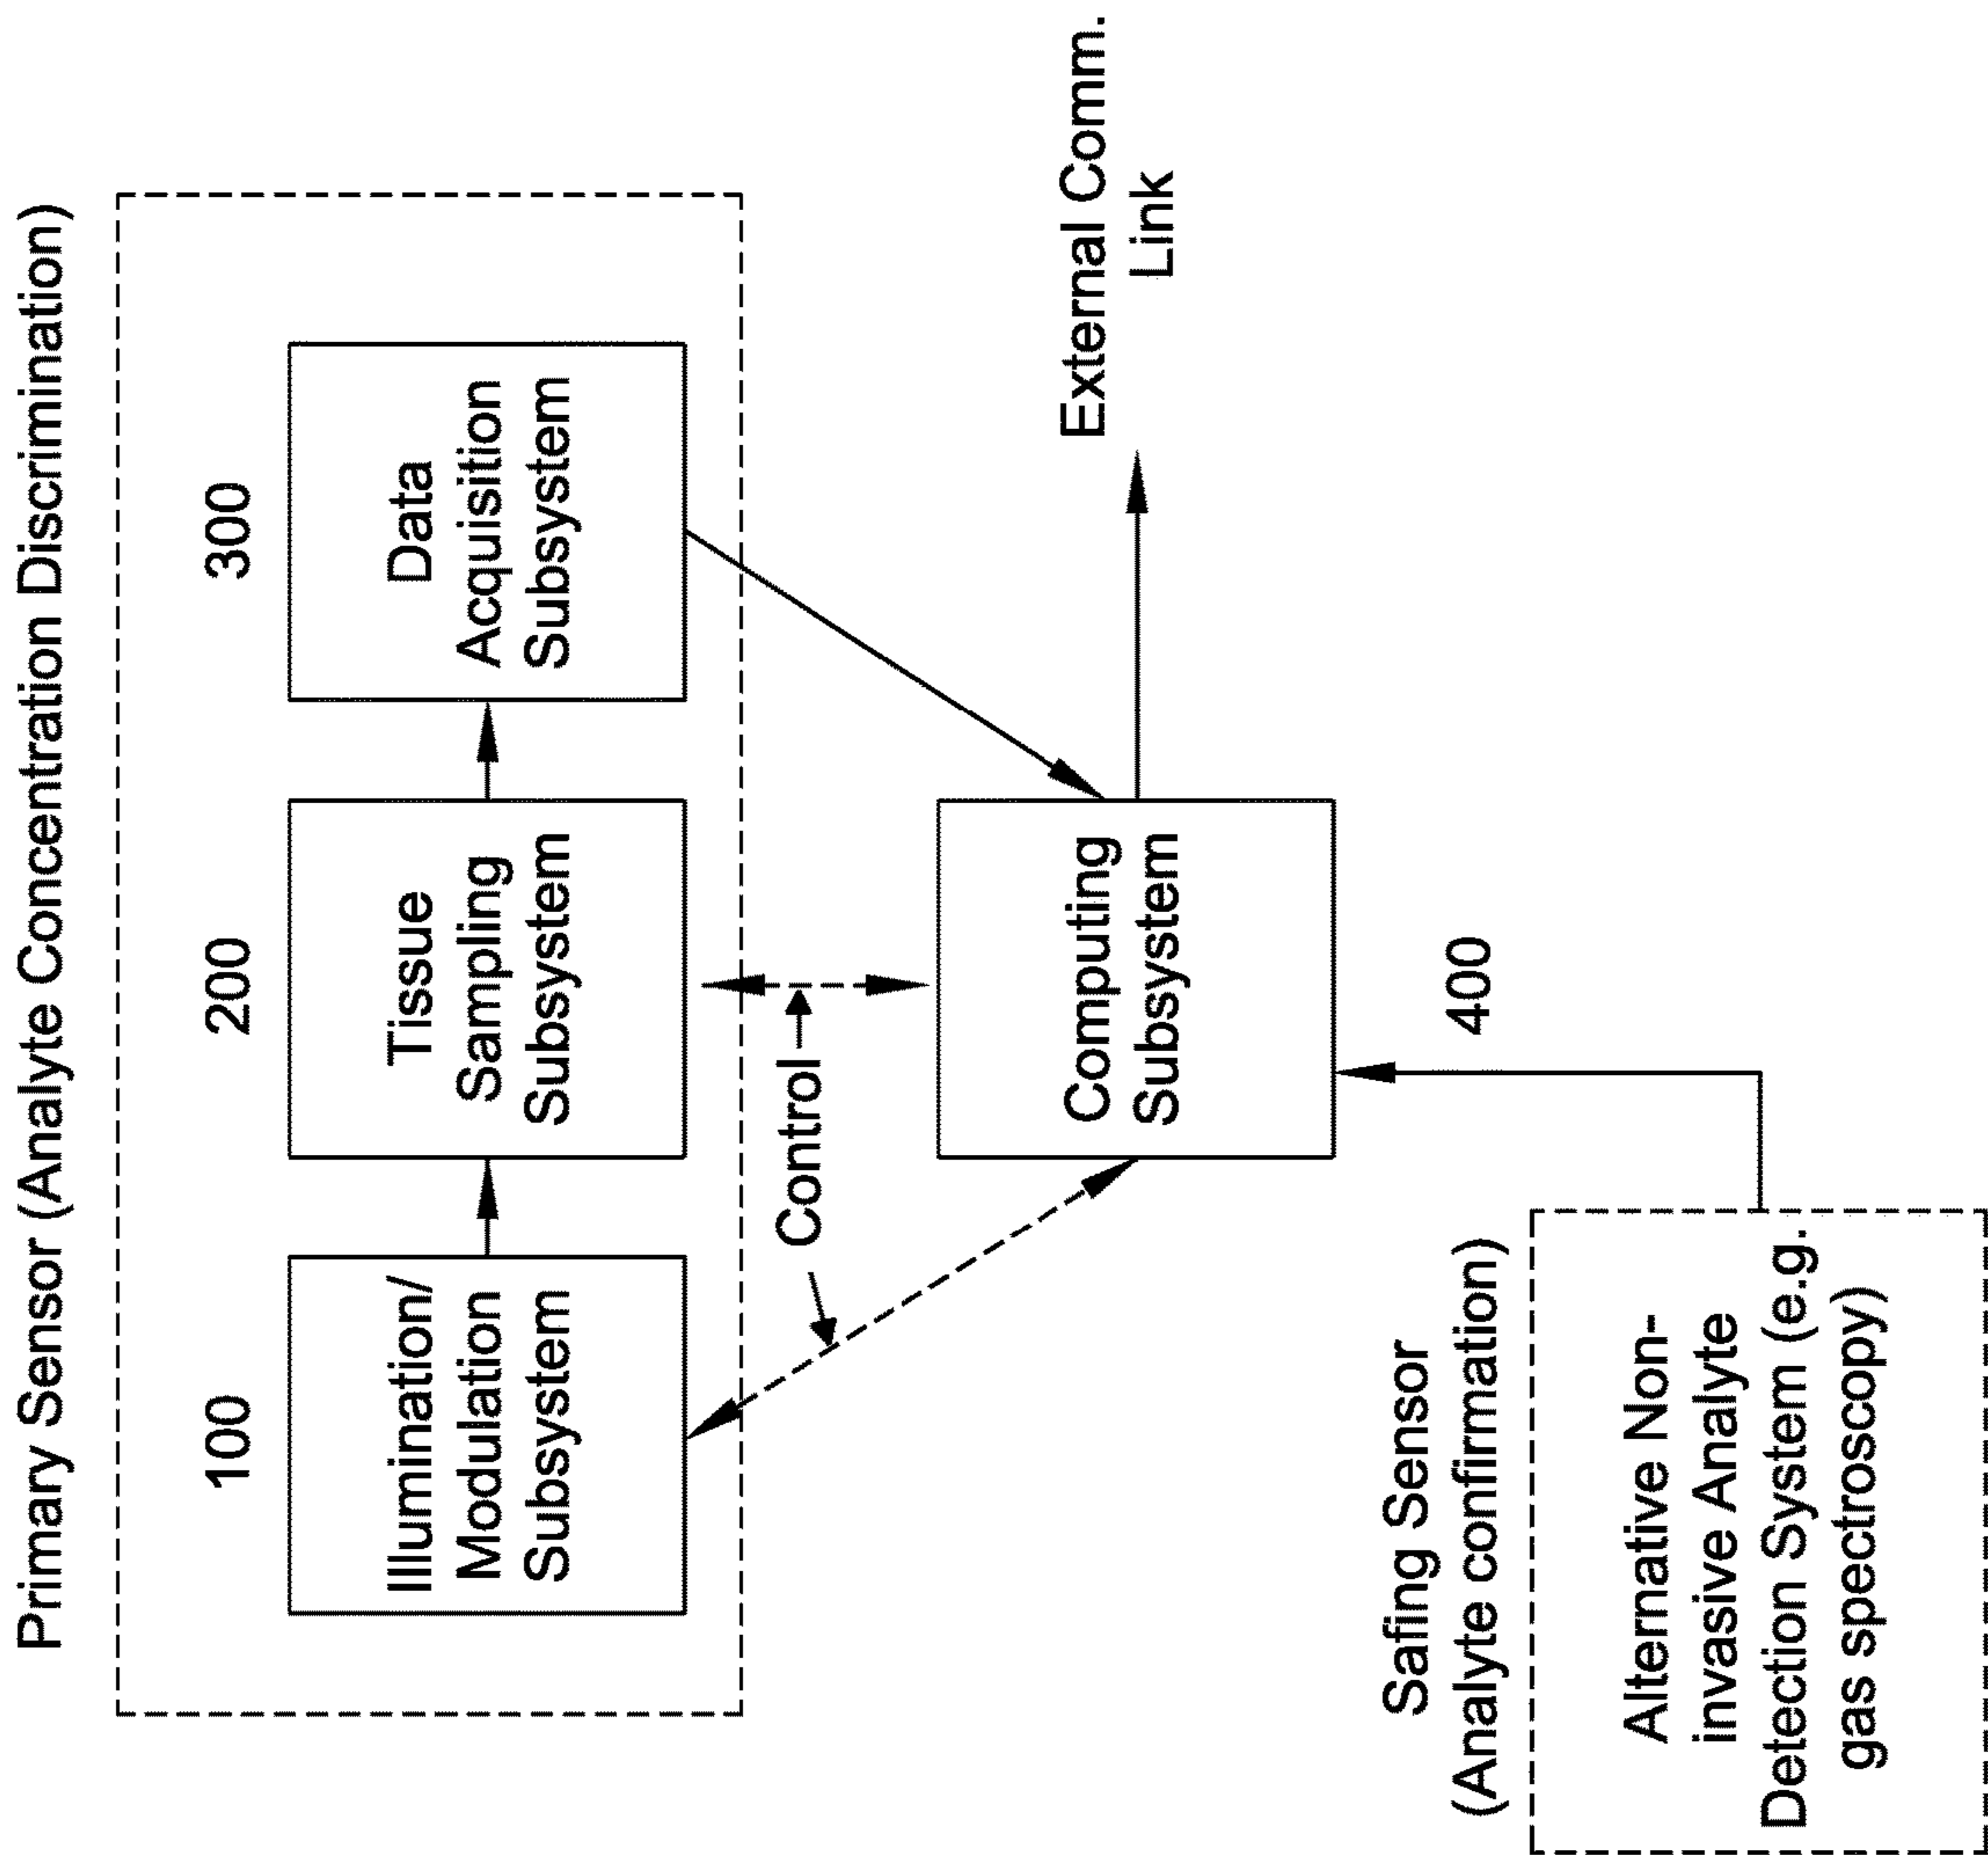 Primary Sensor (Analyte Concentration Discrimination)
100
200
300
Illumination/
Modulation
Subsystem
Tissue
Sampling
Subsystem
Data
Acquisition
Subsystem
Control
Computing
Subsystem
External Comm.
Link
400
Safing Sensor
(Analyte confirmation)
Alternative Non-
invasive Analyte
Detection System (e.g.
gas spectroscopy)